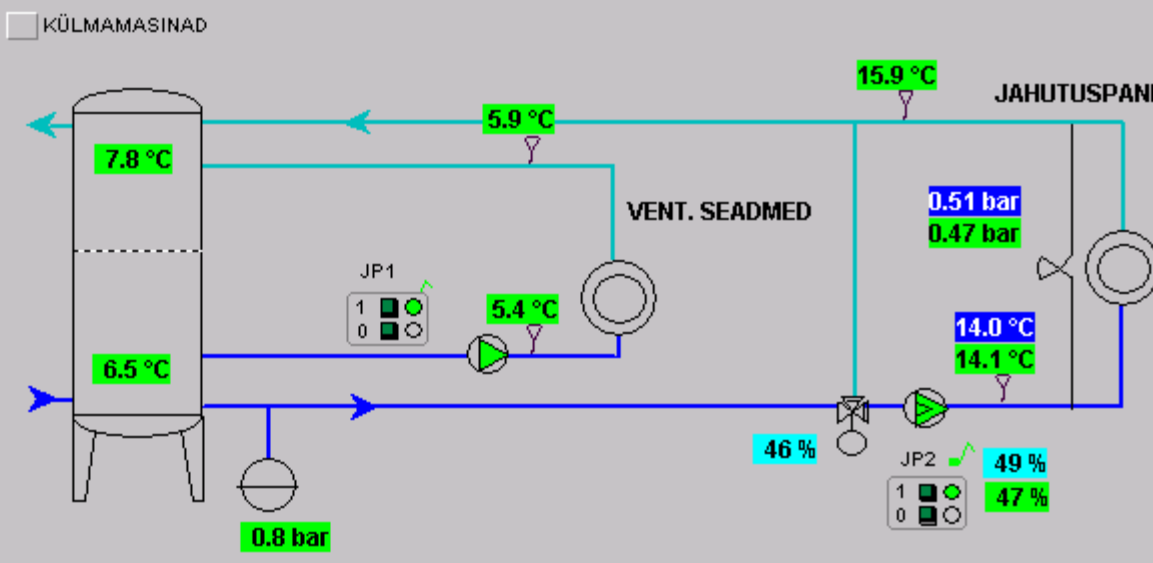 KÜLMAMASINAD
15.9 °C
JAHUTUSPAN
5.9 °C
7.8 °C
0.51 bar
VENT. SEADMED
0.47 bar
JP1
1
0
5.4 °C
14.0 °C
14.1 °C
6.5 °C
46 %
JP2
49 %
1
47 %
0
0.8 bar